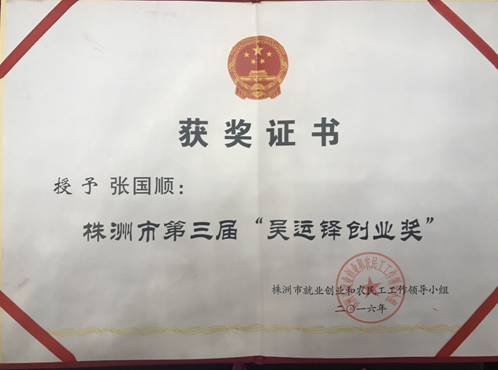 获奖证书
授予 张国顺：
株洲市第三届“吴运铎创业奖”
株洲市就业创业和农民工工作领导小组
二〇一六年